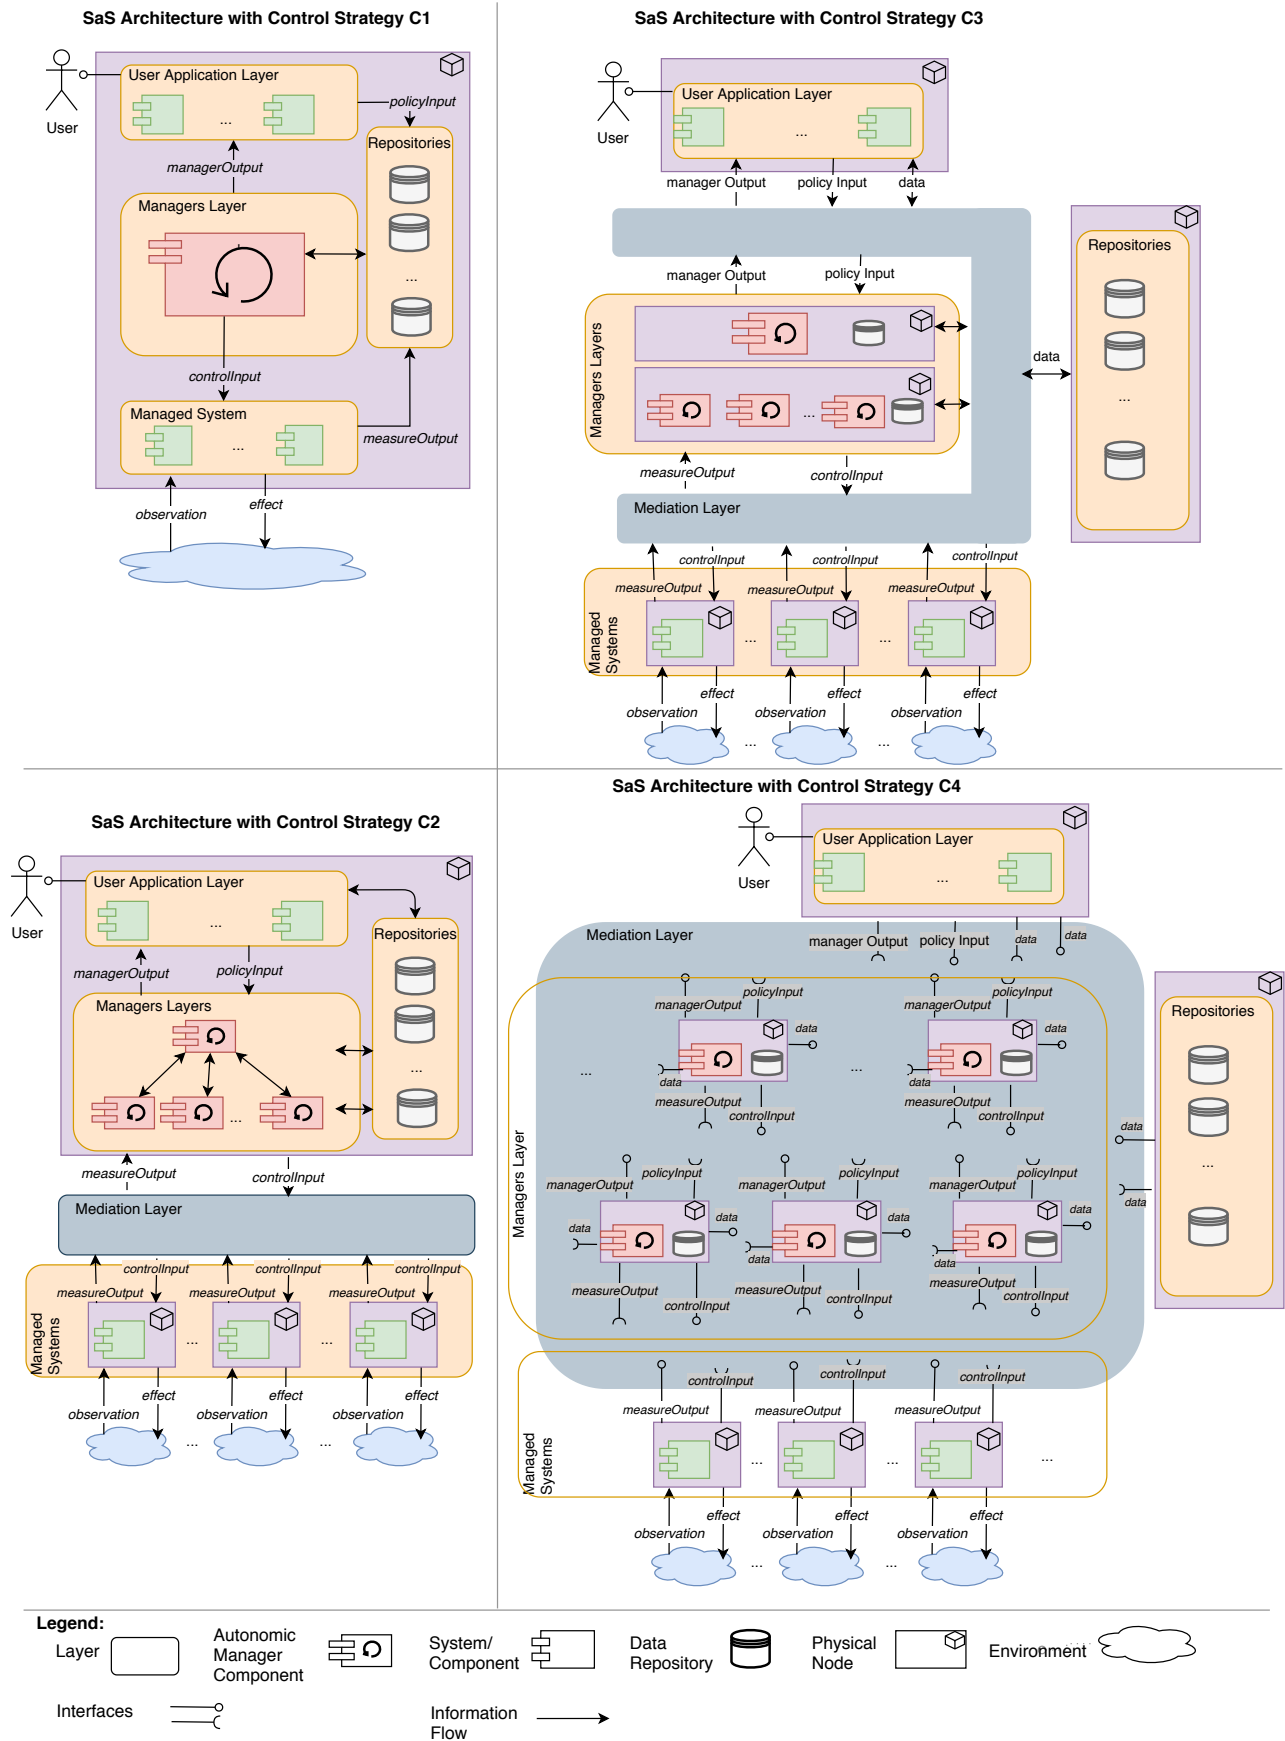 SaS Architecture with Control Strategy C1
User
User Application Layer
...
policyInput
Repositories
managerOutput
Managers Layer
...
controlInput
Managed System
...
measureOutput
observation
effect
SaS Architecture with Control Strategy C3
User
User Application Layer
...
manager Output
policy Input
data
Repositories
manager Output
policy Input
Managers Layers
...
data
...
measureOutput
controlInput
Mediation Layer
controlInput
controlInput
controlInput
measureOutput
measureOutput
measureOutput
Managed
Systems
...
...
effect
effect
effect
observation
observation
observation
...
...
SaS Architecture with Control Strategy C2
User
User Application Layer
...
Repositories
managerOutput
policyInput
Managers Layers
...
...
measureOutput
controlInput
Mediation Layer
controlInput
controlInput
controlInput
measureOutput
measureOutput
measureOutput
Managed
Systems
...
...
effect
effect
effect
observation
observation
observation
...
...
SaS Architecture with Control Strategy C4
User
User Application Layer
...
Mediation Layer
manager Output
policy Input
data
data
Repositories
policyInput
policyInput
managerOutput
managerOutput
data
data
...
...
data
data
measureOutput
measureOutput
controlInput
controlInput
Managers Layer
data
...
data
policyInput
policyInput
policyInput
managerOutput
managerOutput
managerOutput
data
data
data
data
data
data
measureOutput
measureOutput
measureOutput
controlInput
controlInput
controlInput
controlInput
controlInput
controlInput
measureOutput
measureOutput
measureOutput
Managed
Systems
...
...
...
effect
effect
effect
observation
observation
observation
...
...
Legend:
Layer
Autonomic
Manager
Component
System/
Component
Data
Repository
Physical
Node
Environment
Interfaces
Information
Flow